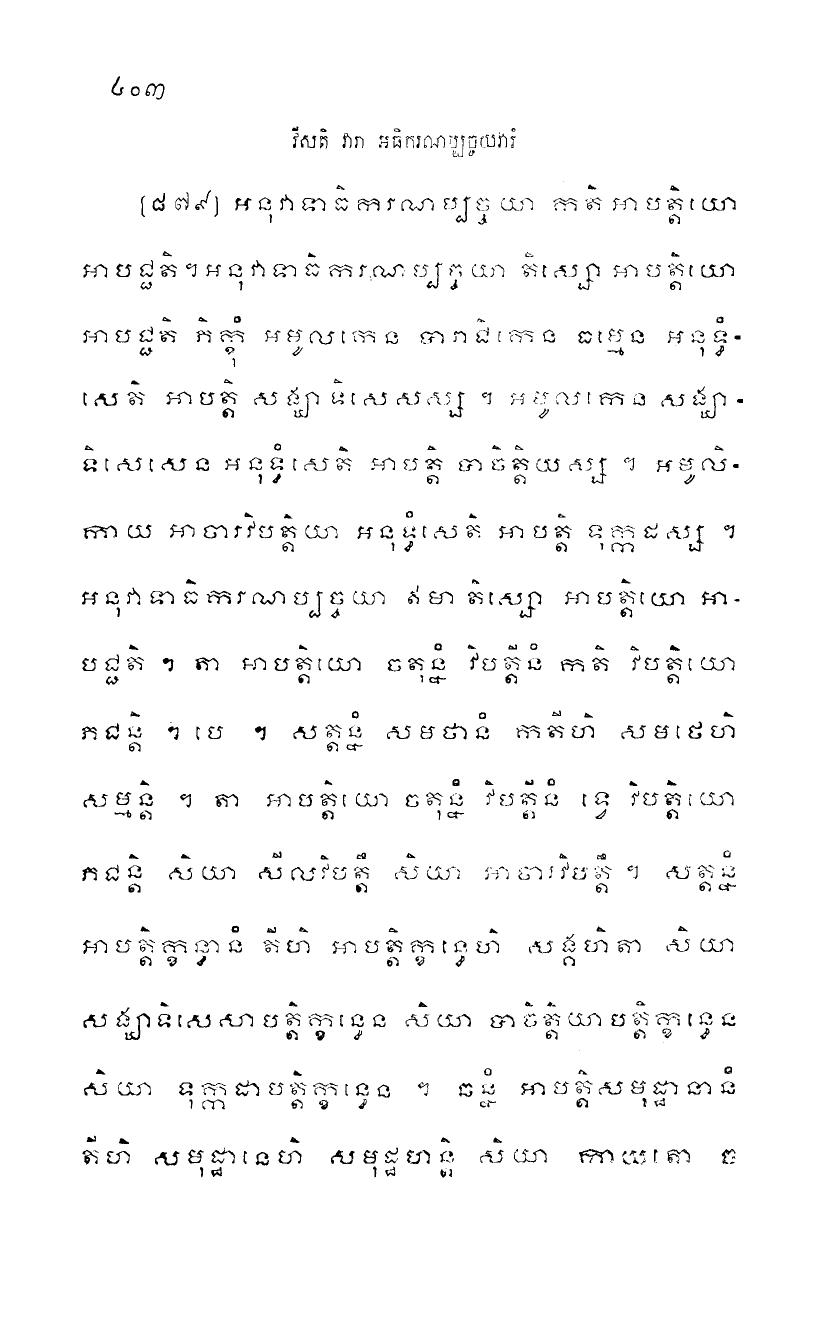 ៤០៣
វីសតិ វារា អធិករណប្បច្ចយវារំ
[៨៧៩] អនុវាទាធិការណប្បច្ចយា កតិ អាបត្តិយោ
អាបជ្ជតិ។ អនុវាទាធិការណប្បច្ចយា តិស្សោ អាបត្តិយោ
អាបជ្ជតិ ភិក្ខុំ អមូលកេន បារាជិកេន ធម្មេន អនុទ្ធំ-
សេតិ អាបត្តិ សង្ឃាទិសេសស្ស ។ អមូលកេន សង្ឃា-
ទិសេសេន អនុទ្ធំសេតិ អាបត្តិ បាចិត្តិយស្ស ។ អមូលិ-
កាយ អាចារវិបត្តិយា អនុទ្ធំសេតិ អាបត្តិ ទុក្កដស្ស ។
អនុវាទាធិការណប្បច្ចយា ឥមា តិស្សោ អាបត្តិយោ អា-
បជ្ជតិ ។ តា អាបត្តិយោ ចតុន្នំ វិបត្តីនំ កតិ វិបត្តិយោ
ភជន្តិ ។ បេ ។ សត្តន្នំ សមថានំ កតីហិ សមថេហិ
សម្មន្តិ ។ តា អាបត្តិយោ ចតុន្នំ វិបត្តីនំ ទ្វេ វិបត្តិយោ
ភជន្តិ សិយា សីលវិបត្តឹ សិយា អាចារវិបត្តឹ ។ សត្តន្នំ
អាបត្តិក្ខន្ធានំ តីហិ អាបត្តិក្ខន្ធេហិ សង្គហិតា សិយា
សង្ឃាទិសេសាបត្តិក្ខន្ធេន សិយា បាចិត្តិយាបត្តិក្ខន្ធេន
សិយា ទុក្កដាបត្តិក្ខន្ធេន ។ ឆន្នំ អាបត្តិសមុដ្ឋានានំ
តីហិ សមុដ្ឋានេហិ សមុដ្ឋហន្តិ សិយា កាយតោ ច